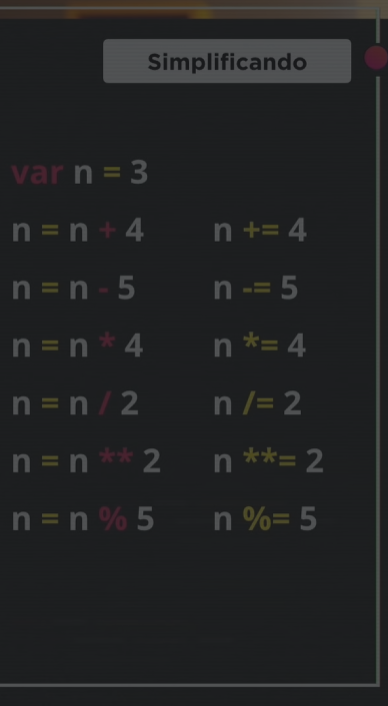 Simplificando
var n = 3
n = n + 4 n += 4
n = n - 5 n -= 5
n = n * 4 n *= 4
n = n / 2 n /= 2
n = n ** 2 n **= 2
n = n % 5 n %= 5